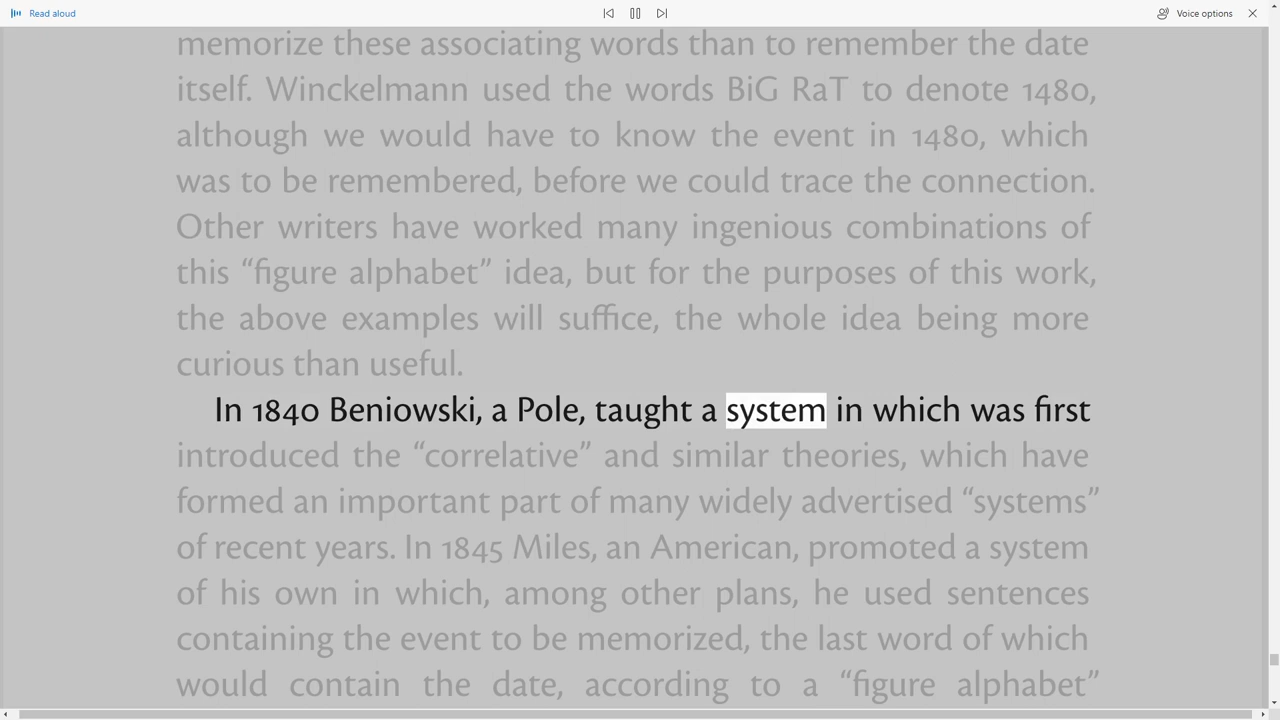 Read aloud
Voice options
memorize these associating words than to remember the date
itself. Winckelmann used the words BiG RaT to denote 1480,
although we would have to know the event in 1480, which
was to be remembered, before we could trace the connection.
Other writers have worked many ingenious combinations of
this “figure alphabet” idea, but for the purposes of this work,
the above examples will suffice, the whole idea being more
curious than useful.
In 1840 Beniowski, a Pole, taught a system in which was first
introduced the “correlative” and similar theories, which have
formed an important part of many widely advertised “systems”
of recent years. In 1845 Miles, an American, promoted a system
of his own in which, among other plans, he used sentences
containing the event to be memorized, the last word of which
would contain the date, according to a “figure alphabet”